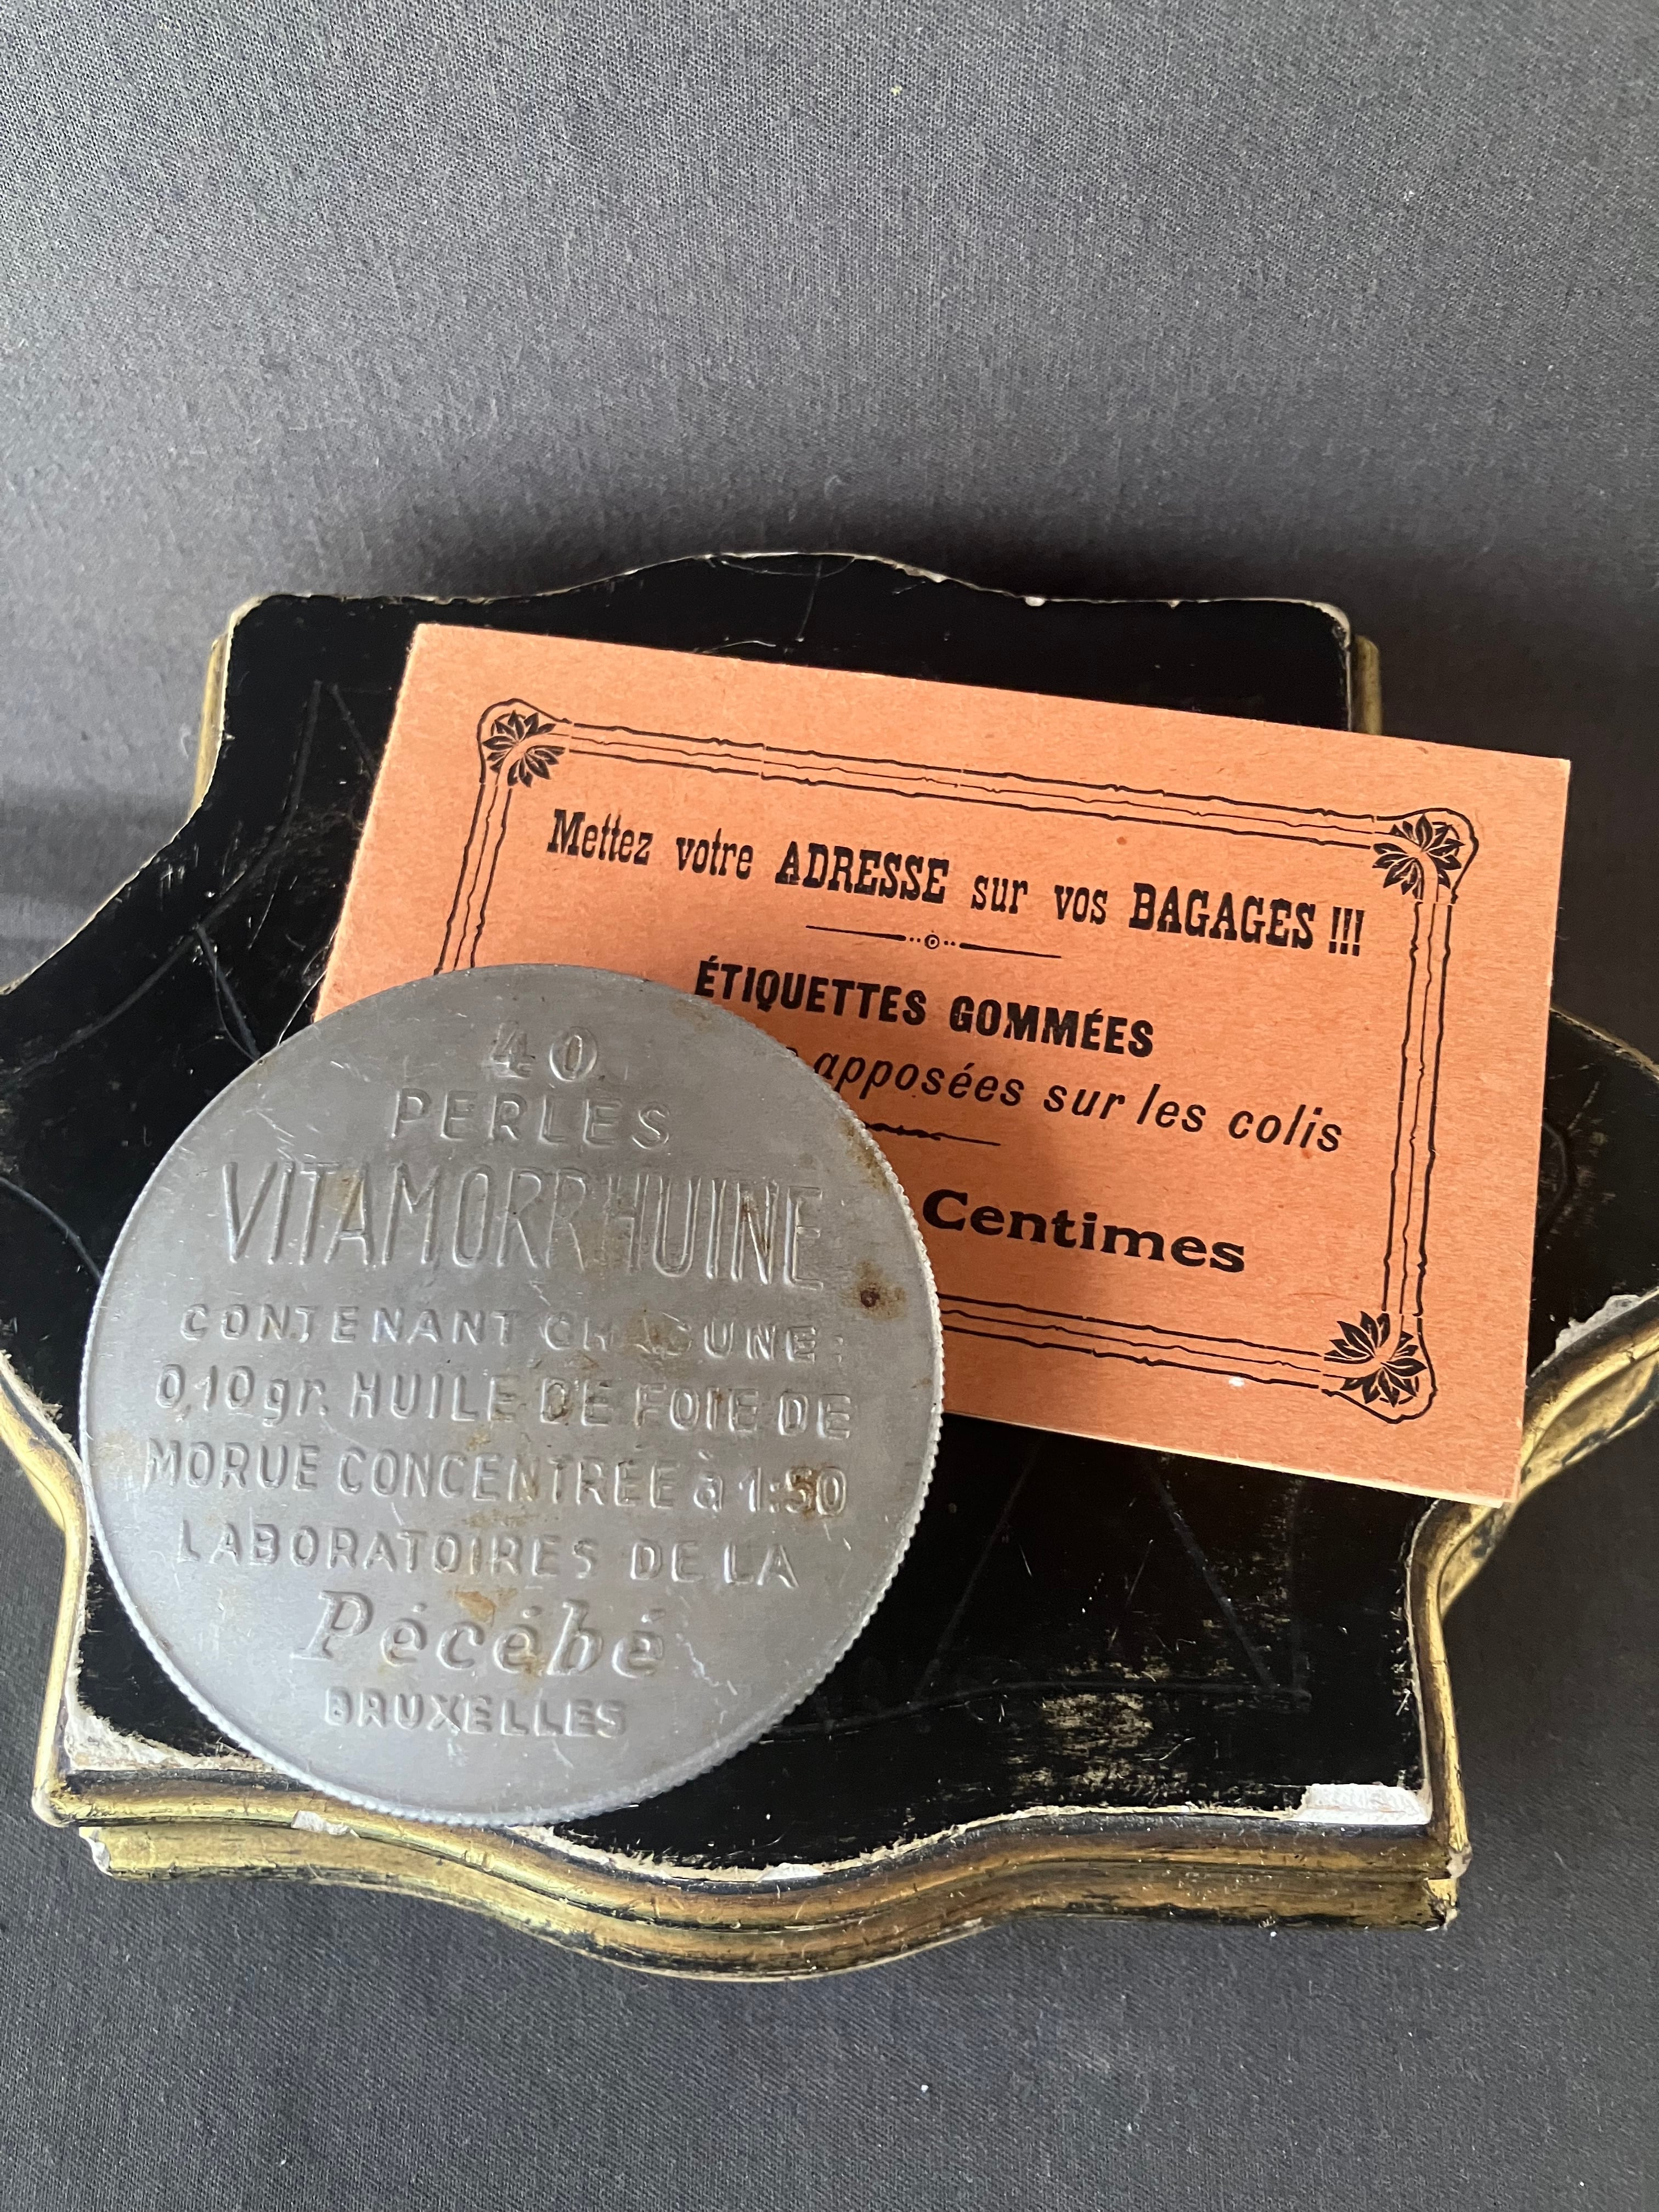 Mettez votre ADRESSE sur vos BAGAGES !!!
ÉTIQUETTES GOMMÉES
apposées sur les colis
Centimes
40
PERLES
VITAMORRHUINE
CONTENANT CHACUNE:
0,10gr. HUILE DE FOIE DE
MORUE CONCENTRÉE à 1:50
LABORATOIRES DE LA
Pécébé
BRUXELLES